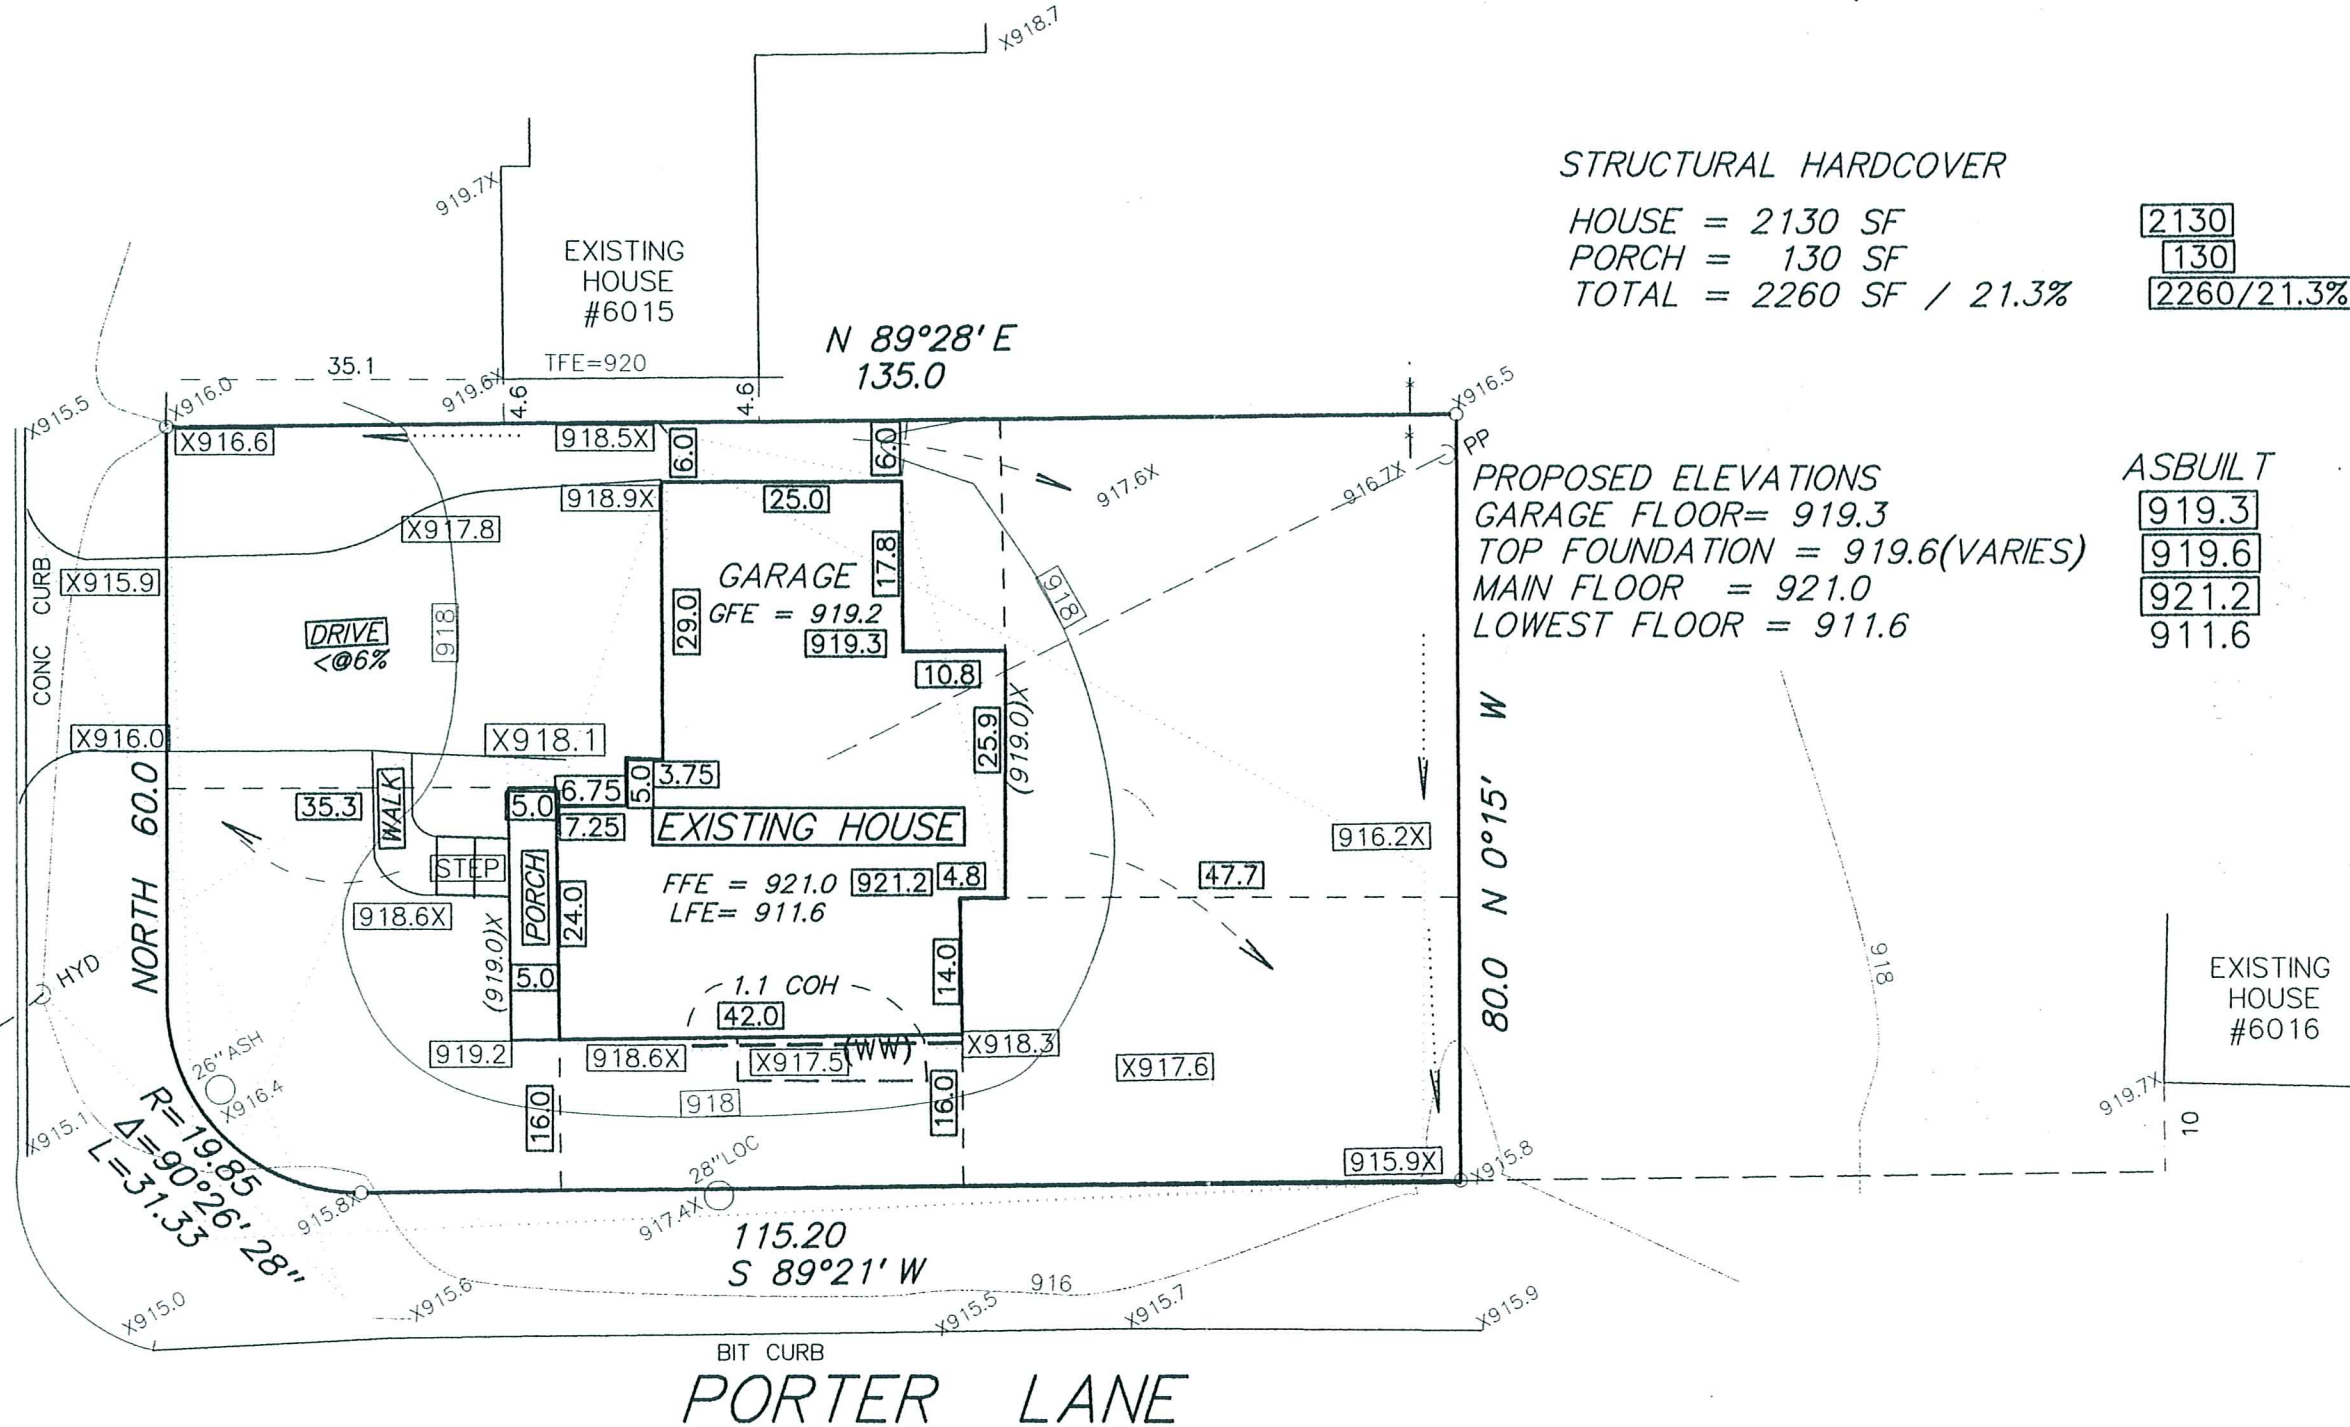 X918.7
919.7X
EXISTING
HOUSE
#6015
STRUCTURAL HARDCOVER
HOUSE = 2130 SF
2130
PORCH = 130 SF
130
TOTAL = 2260 SF / 21.3%
2260/21.3%
N 89°28' E
135.0
35.1
TFE=920
919.6X
4.6
4.6
X915.5
X916.0
X916.5
X916.6
918.5X
6.0
6.0
PP
917.6X
916.7X
PROPOSED ELEVATIONS
ASBUILT
GARAGE FLOOR= 919.3
919.3
TOP FOUNDATION = 919.6(VARIES)
919.6
MAIN FLOOR = 921.0
921.2
LOWEST FLOOR = 911.6
911.6
918.9X
25.0
X917.8
17.8
CONC CURB
X915.9
GARAGE
GFE = 919.2
919.3
29.0
918
918
DRIVE
<@6%
10.8
25.9
(919.0)X
X916.0
X918.1
3.75
5.0
6.75
5.0
7.25
NORTH 60.0
35.3
WALK
EXISTING HOUSE
916.2X
80.0 N 0°15' W
STEP
PORCH
FFE = 921.0
921.2
4.8
LFE= 911.6
47.7
918.6X
24.0
(919.0)X
5.0
14.0
HYD
1.1 COH
42.0
918
EXISTING
HOUSE
#6016
919.2
918.6X
X917.5
(WW)
X918.3
X917.6
26"ASH
X916.4
918
16.0
16.0
919.7X
10
X915.1
R=19.85
Δ=90°26' 28"
L=31.33
28"LOC
917.4X
915.9X
X915.8
915.8X
115.20
S 89°21' W
916
X915.0
X915.6
X915.5
X915.7
X915.9
BIT CURB
PORTER LANE